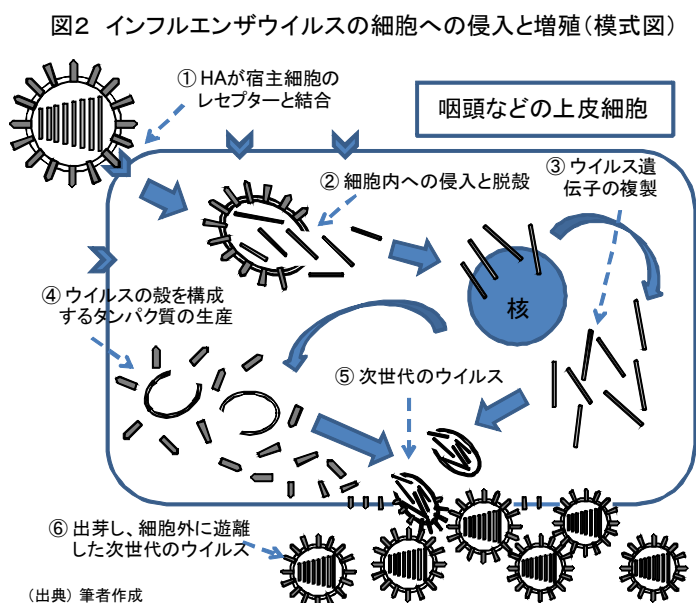 図2 インフルエンザウイルスの細胞への侵入と増殖(模式図)
① HAが宿主細胞の
レセプターと結合
咽頭などの上皮細胞
② 細胞内への侵入と脱殻
③ ウイルス遺
伝子の複製
核
④ ウイルスの殻を構成
するタンパク質の生産
⑤ 次世代のウイルス
⑥ 出芽し、細胞外に遊離
した次世代のウイルス
(出典) 筆者作成